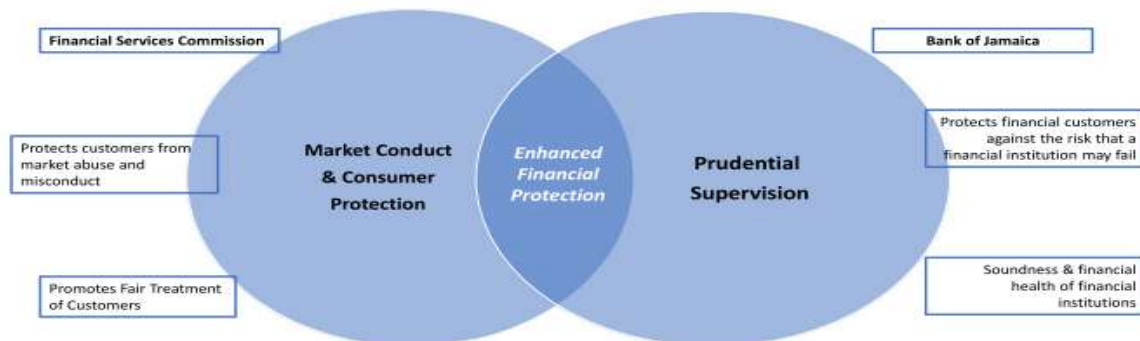 Financial Services Commission
Protects customers from
market abuse and
misconduct
Promotes Fair Treatment
of Customers
Market Conduct
& Consumer
Protection
Enhanced
Financial
Protection
Prudential
Supervision
Bank of Jamaica
Protects financial customers
against the risk that a
financial institution may fail
Soundness & financial
health of financial
institutions